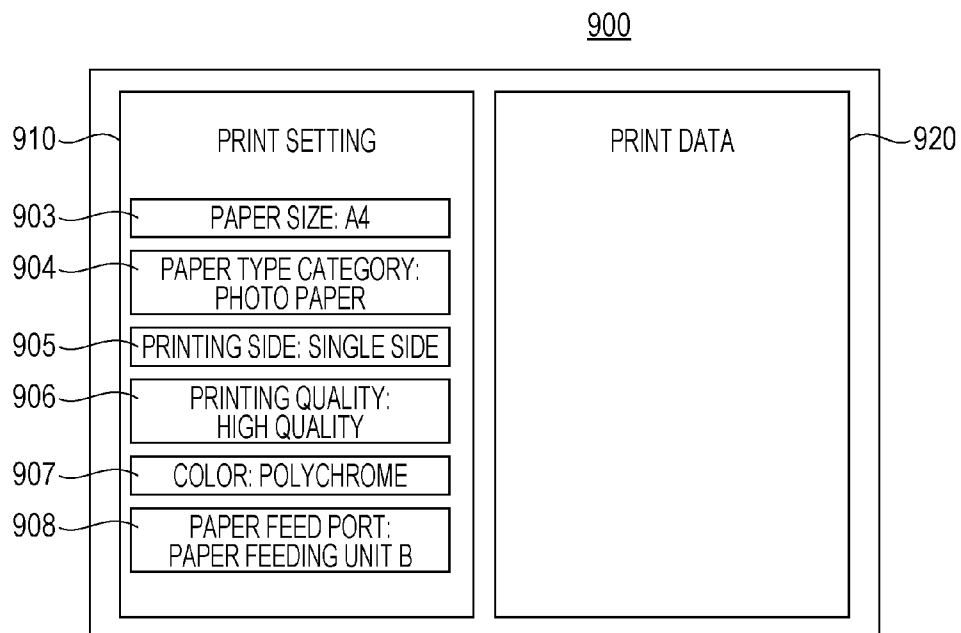 900
910
PRINT SETTING
903
PAPER SIZE: A4
904
PAPER TYPE CATEGORY:
PHOTO PAPER
905
PRINTING SIDE: SINGLE SIDE
906
PRINTING QUALITY:
HIGH QUALITY
907
COLOR: POLYCHROME
908
PAPER FEED PORT:
PAPER FEEDING UNIT B
PRINT DATA
920